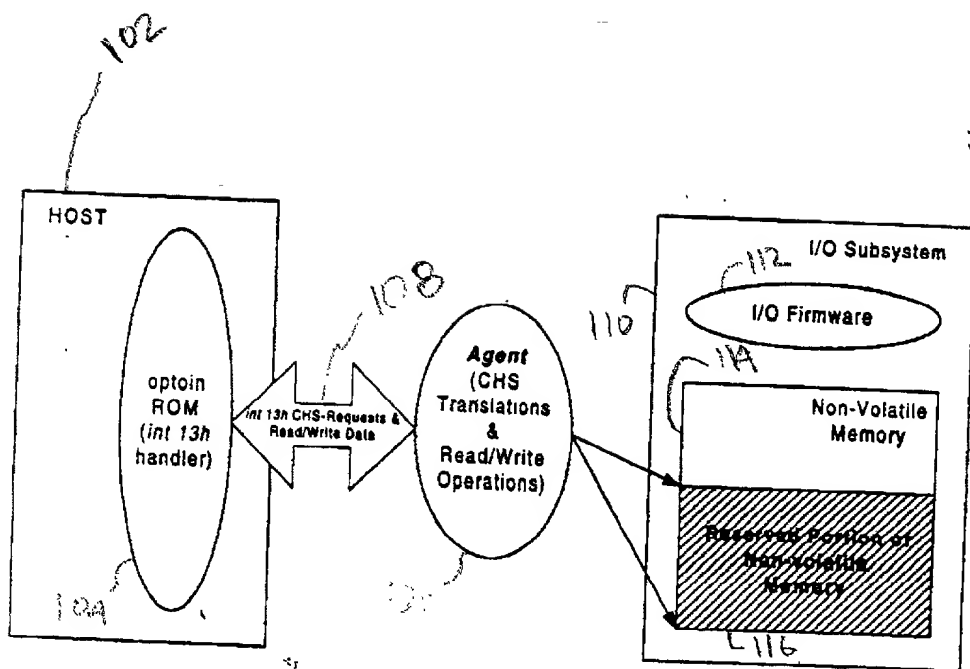 102
HOST
optoin
ROM
(int 13h
handler)
104
108
int 13h CHS-Requests &
Read/Write Data
Agent
(CHS
Translations
&
Read/Write
Operations)
I/O Subsystem
112
I/O Firmware
110
114
Non-Volatile
Memory
Reserved Portion of
Non-volatile
Memory
116